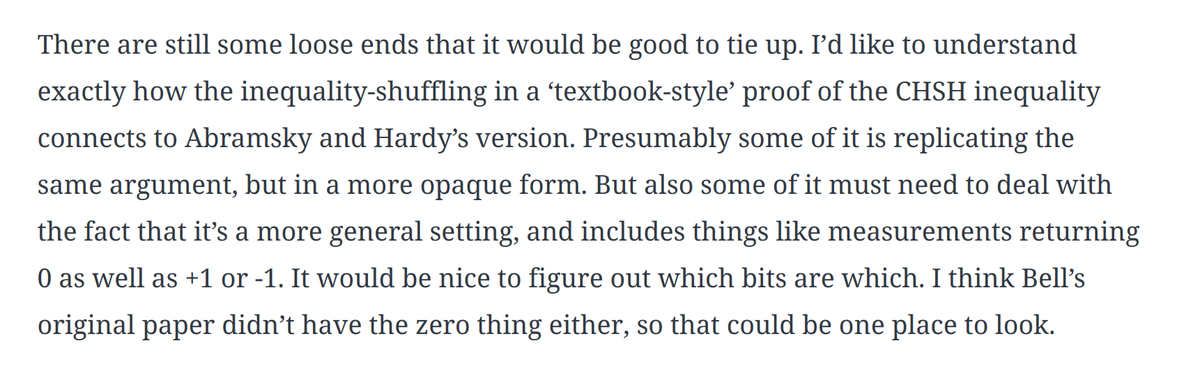 There are still some loose ends that it would be good to tie up. I’d like to understand
exactly how the inequality-shuffling in a ‘textbook-style’ proof of the CHSH inequality
connects to Abramsky and Hardy’s version. Presumably some of it is replicating the
same argument, but in a more opaque form. But also some of it must need to deal with
the fact that it’s a more general setting, and includes things like measurements returning
0 as well as +1 or -1. It would be nice to figure out which bits are which. I think Bell’s
original paper didn’t have the zero thing either, so that could be one place to look.